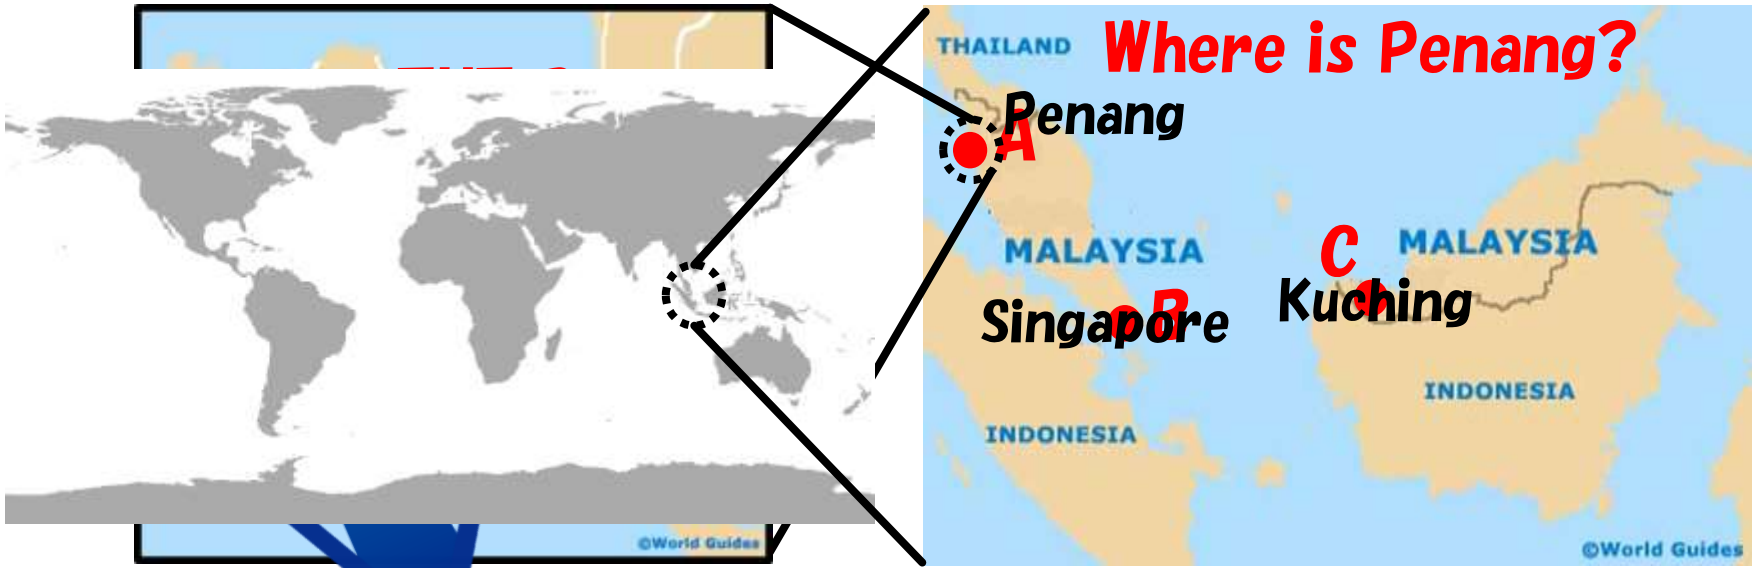 Where is Penang?
THAILAND
Penang
A
MALAYSIA
C
MALAYSIA
Kuching
B
Singapore
INDONESIA
INDONESIA
©World Guides
©World Guides